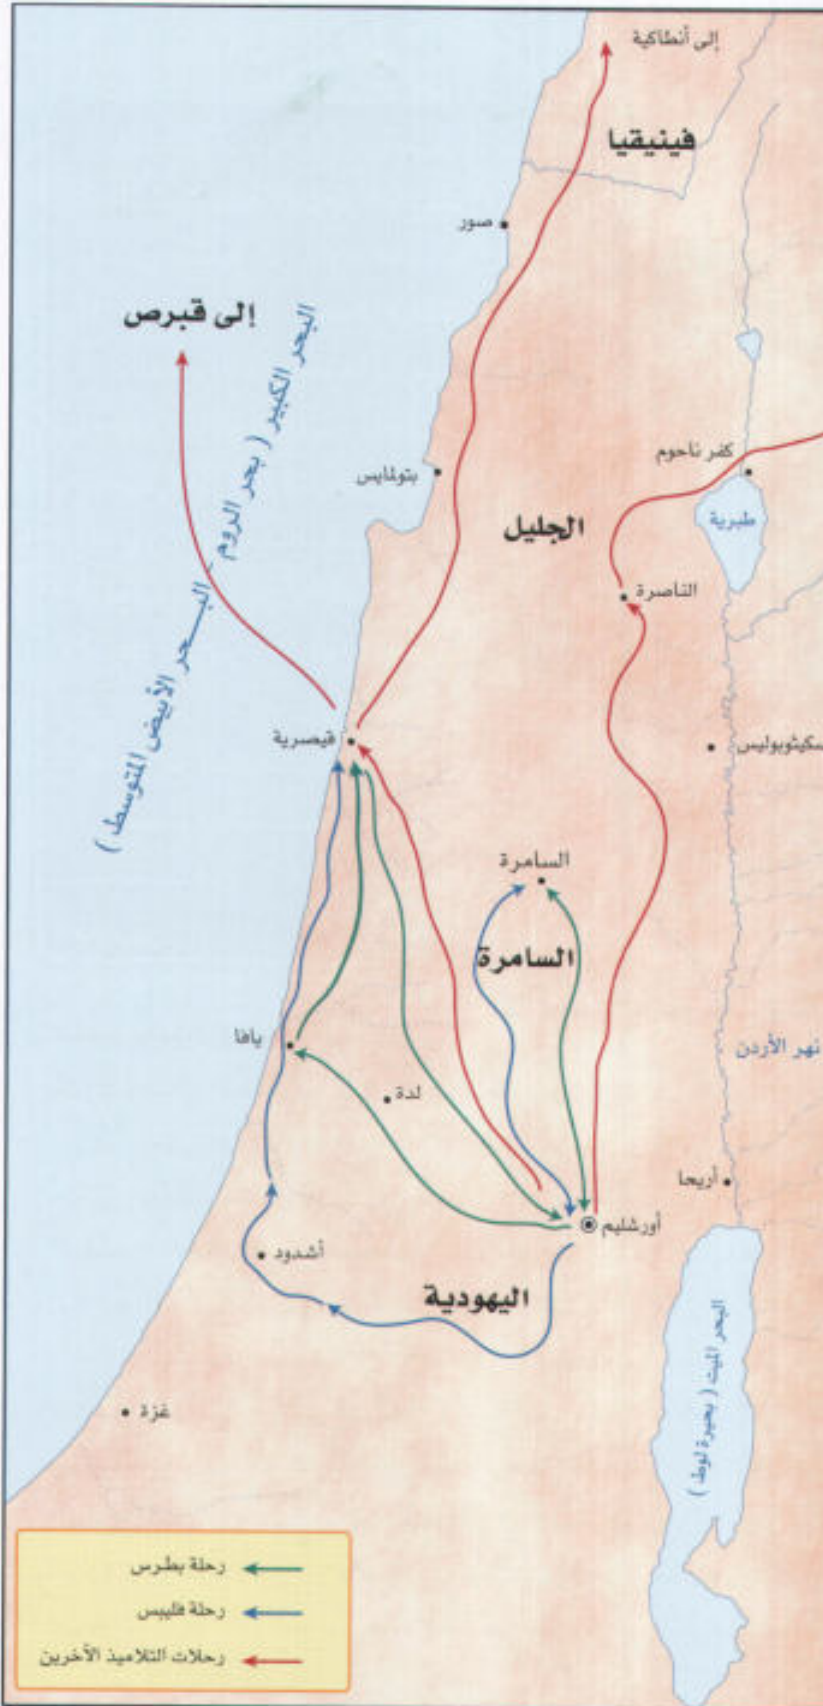 إلى أنطاكية
فينيقيا
صور
إلى قبرص
البحر الكبير ( بحر الروم - البـــحر الأبيض المتوسط )
كفر ناحوم
بتولمايس
طبرية
الجليل
الناصرة
قيصرية
سكيثوبوليس
السامرة
السامرة
يافا
نهر الأردن
لدة
أريحا
أورشليم
أشدود
اليهودية
البحر الميت ( بحيرة لوط )
غزة
رحلة بطرس
رحلة فليبس
رحلات التلاميذ الآخرين